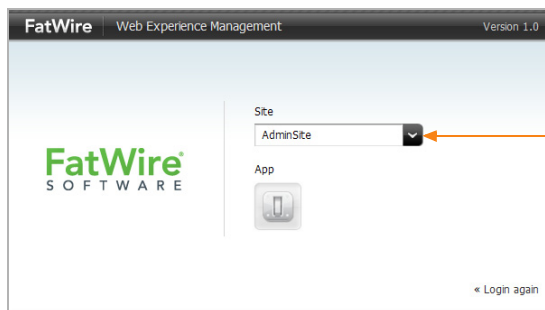 FatWire Web Experience Management Version 1.0
Site
AdminSite
FatWire
SOFTWARE
App
« Login again